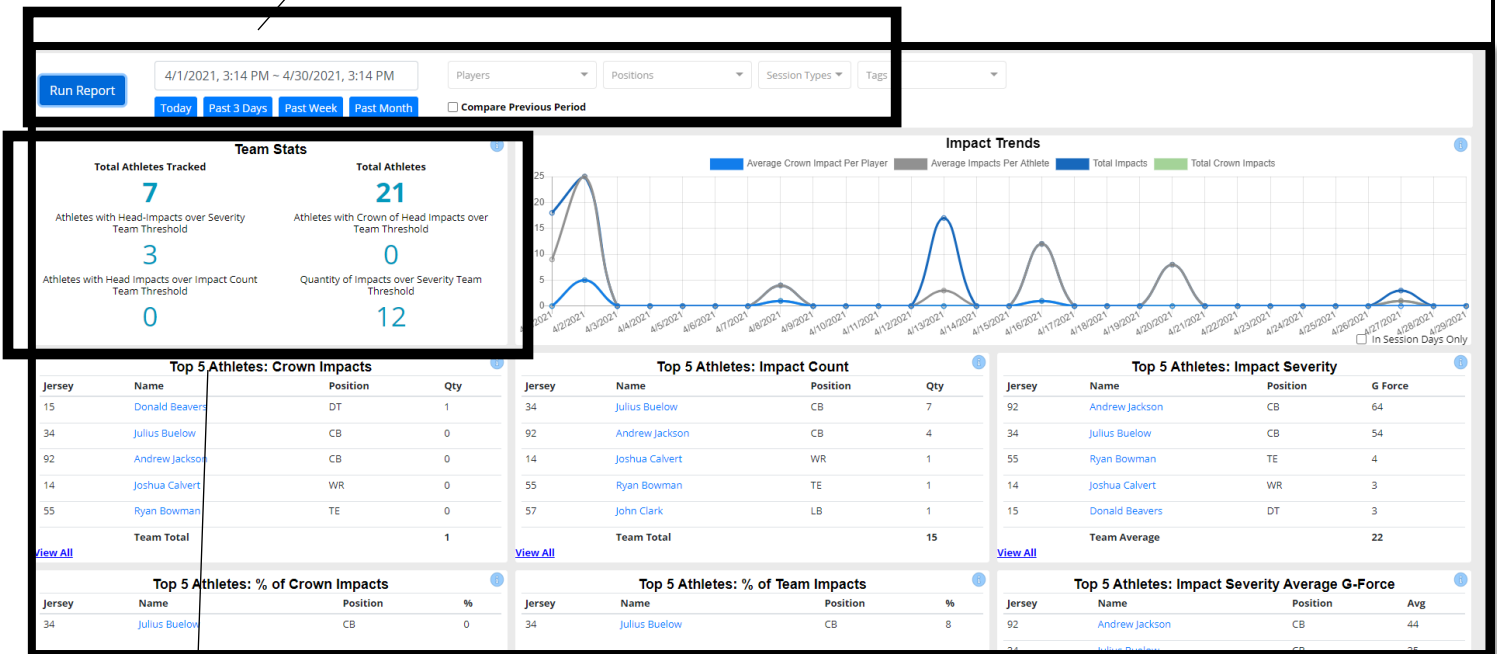 4/1/2021, 3:14 PM ~ 4/30/2021, 3:14 PM
Players
Positions
Session Types
Tags
Run Report
Today
Past 3 Days
Past Week
Past Month
Compare Previous Period
Team Stats
Total Athletes Tracked
7
Total Athletes
21
Athletes with Head-Impacts over Severity
Team Threshold
3
Athletes with Crown of Head Impacts over
Team Threshold
0
Athletes with Head Impacts over Impact Count
Team Threshold
0
Quantity of Impacts over Severity Team
Threshold
12
Impact Trends
Average Crown Impact Per Player
Average Impacts Per Athlete
Total Impacts
Total Crown Impacts
25
20
15
10
5
0
4/2/2021
4/3/2021
4/4/2021
4/5/2021
4/6/2021
4/7/2021
4/8/2021
4/9/2021
4/10/2021
4/11/2021
4/12/2021
4/13/2021
4/14/2021
4/15/2021
4/16/2021
4/17/2021
4/18/2021
4/19/2021
4/20/2021
4/21/2021
4/22/2021
4/23/2021
4/24/2021
4/25/2021
4/26/2021
4/27/2021
4/28/2021
4/29/2021
In Session Days Only
Top 5 Athletes: Crown Impacts
Jersey Name Position Qty
15 Donald Beavers DT 1
34 Julius Buelow CB 0
92 Andrew Jackson CB 0
14 Joshua Calvert WR 0
55 Ryan Bowman TE 0
Team Total 1
View All
Top 5 Athletes: Impact Count
Jersey Name Position Qty
34 Julius Buelow CB 7
92 Andrew Jackson CB 4
14 Joshua Calvert WR 1
55 Ryan Bowman TE 1
57 John Clark LB 1
Team Total 15
View All
Top 5 Athletes: Impact Severity
Jersey Name Position G Force
92 Andrew Jackson CB 64
34 Julius Buelow CB 54
55 Ryan Bowman TE 4
14 Joshua Calvert WR 3
15 Donald Beavers DT 3
Team Average 22
View All
Top 5 Athletes: % of Crown Impacts
Jersey Name Position %
34 Julius Buelow CB 0
Top 5 Athletes: % of Team Impacts
Jersey Name Position %
34 Julius Buelow CB 8
Top 5 Athletes: Impact Severity Average G-Force
Jersey Name Position Avg
92 Andrew Jackson CB 44